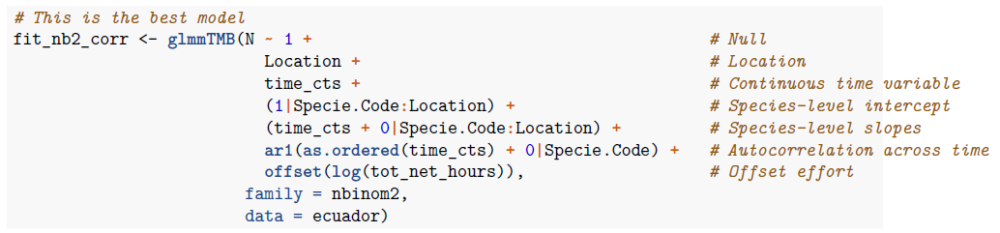 # This is the best model
fit_nb2_corr <- glmmTMB(N ~ 1 + # Null
Location + # Location
time_cts + # Continuous time variable
(1|Specie.Code:Location) + # Species-level intercept
(time_cts + 0|Specie.Code:Location) + # Species-level slopes
ar1(as.ordered(time_cts) + 0|Specie.Code) + # Autocorrelation across time
offset(log(tot_net_hours)), # Offset effort
family = nbinom2,
data = ecuador)